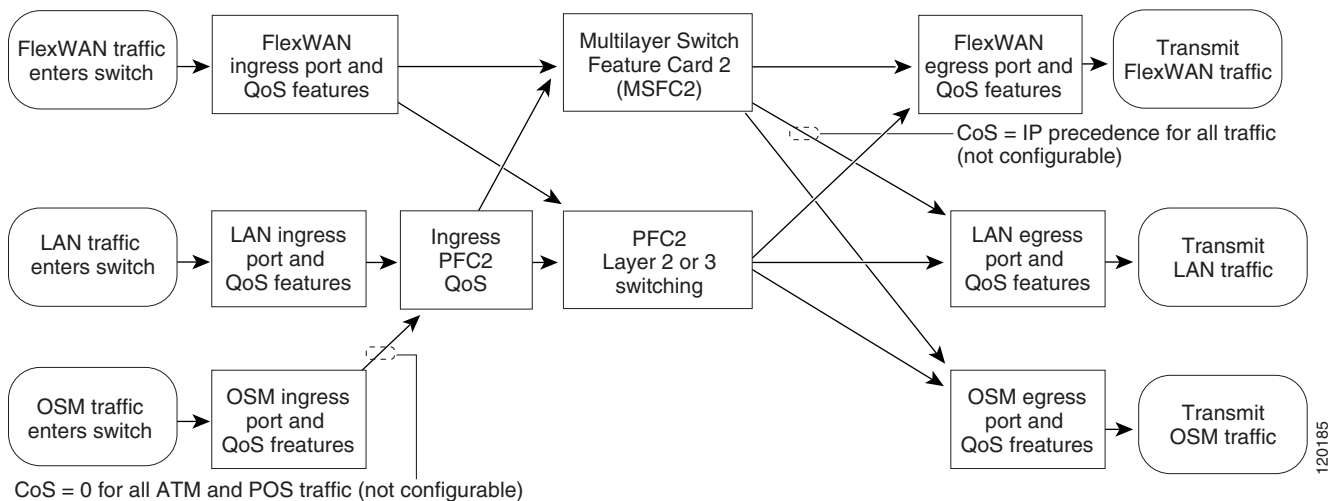 FlexWAN traffic
enters switch
FlexWAN
ingress port and
QoS features
Multilayer Switch
Feature Card 2
(MSFC2)
FlexWAN
egress port and
QoS features
Transmit
FlexWAN traffic
CoS = IP precedence for all traffic
(not configurable)
LAN traffic
enters switch
LAN ingress
port and
QoS features
Ingress
PFC2
QoS
PFC2
Layer 2 or 3
switching
LAN egress
port and
QoS features
Transmit
LAN traffic
OSM traffic
enters switch
OSM ingress
port and
QoS freatures
OSM egress
port and
QoS freatures
Transmit
OSM traffic
CoS = 0 for all ATM and POS traffic (not configurable)
120185